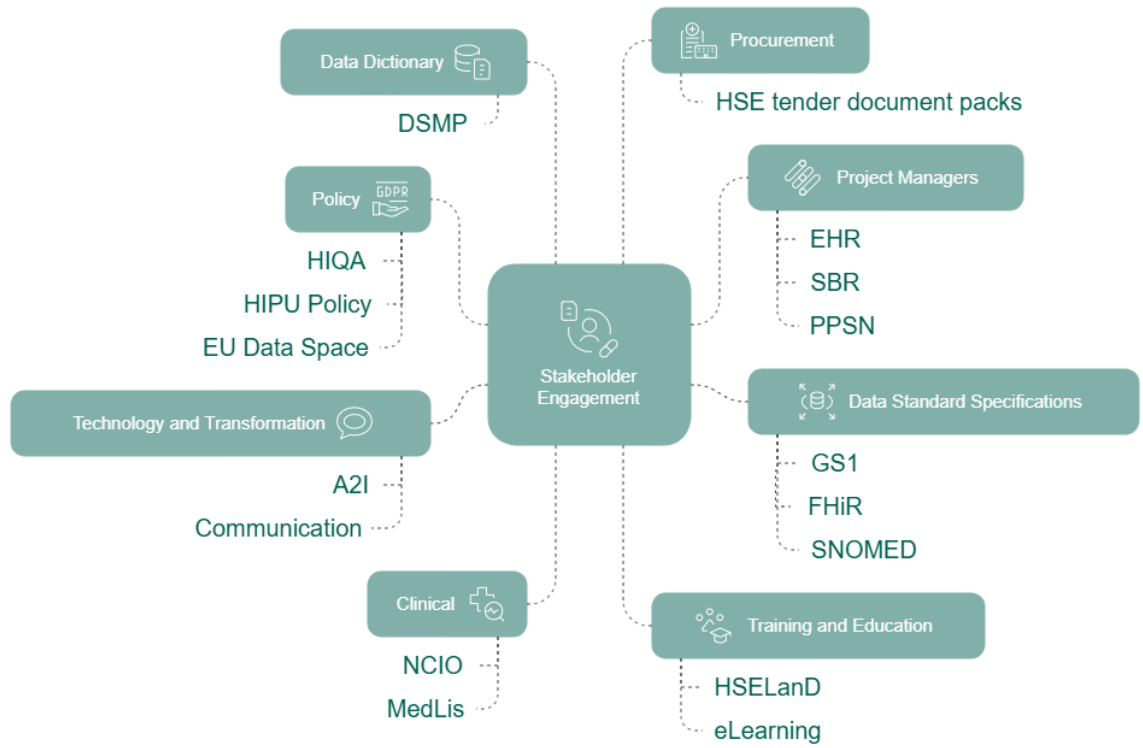 Data Dictionary
DSMP
Policy
GDPR
HIQA
HIPU Policy
EU Data Space
Technology and Transformation
A2I
Communication
Clinical
NCIO
MedLis
Stakeholder
Engagement
Procurement
HSE tender document packs
Project Managers
EHR
SBR
PPSN
Data Standard Specifications
GS1
FHiR
SNOMED
Training and Education
HSELanD
eLearning